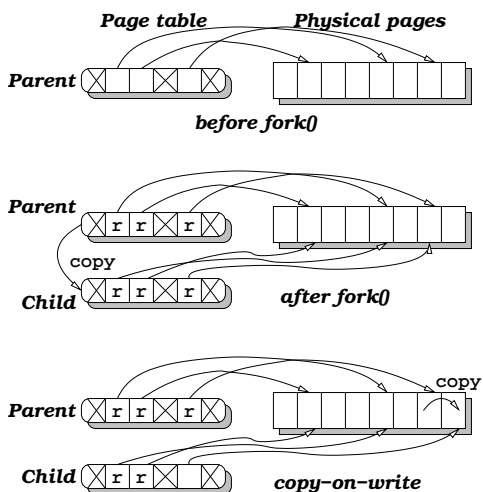 Page table Physical pages
Parent
before fork()
Parent
r r r
copy
Child
r r r
after fork()
copy
Parent
r r r
Child
r r
copy-on-write